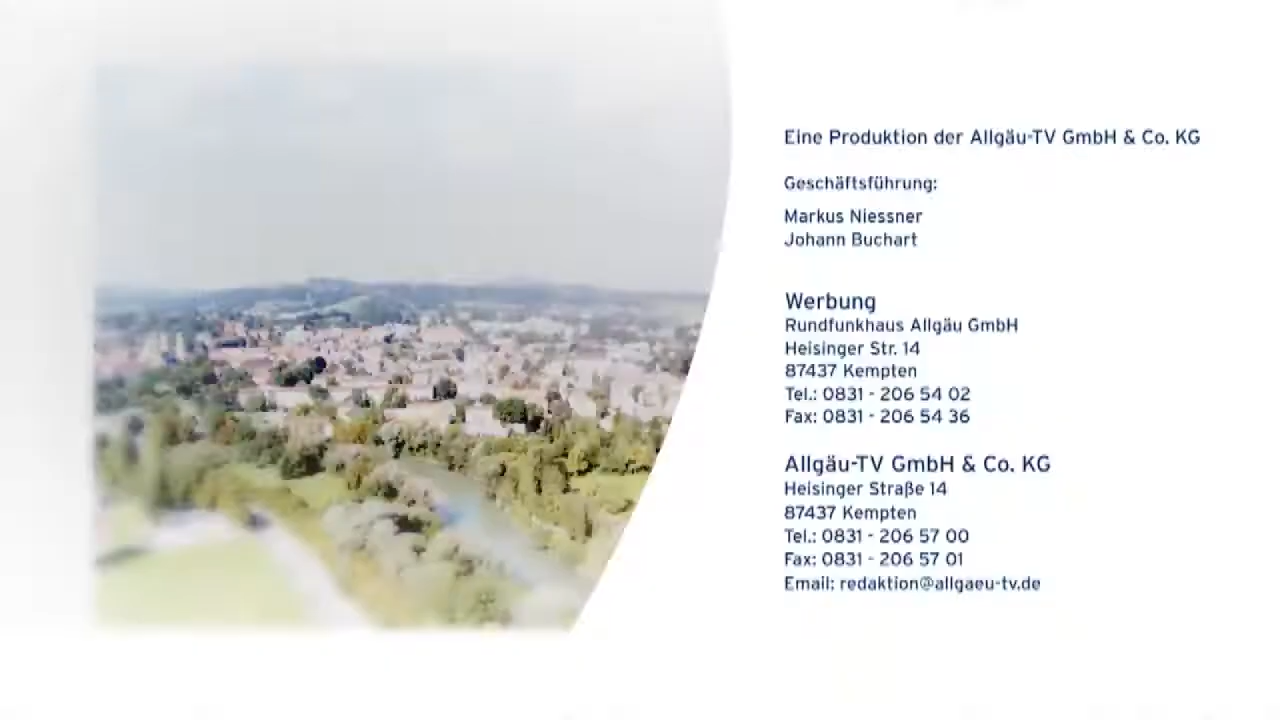 Eine Produktion der Allgäu-TV GmbH & Co. KG
Geschäftsführung:
Markus Niessner
Johann Buchart
Werbung
Rundfunkhaus Allgäu GmbH
Heisinger Str. 14
87437 Kempten
Tel.: 0831 - 206 54 02
Fax: 0831 - 206 54 36
Allgäu-TV GmbH & Co. KG
Heisinger Straße 14
87437 Kempten
Tel.: 0831 - 206 57 00
Fax: 0831 - 206 57 01
Email: redaktion@allgaeu-tv.de